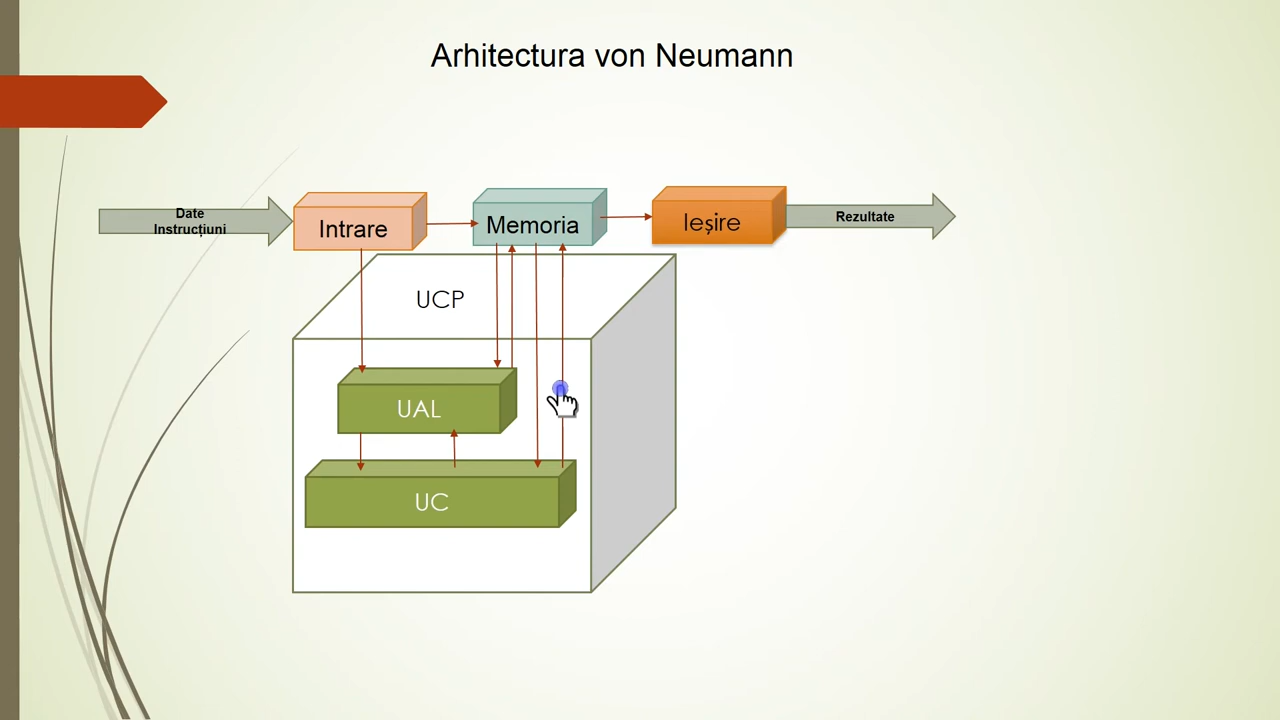 Arhitectura von Neumann
Date
Instrucțiuni
Intrare
Memoria
Ieșire
Rezultate
UCP
UAL
UC